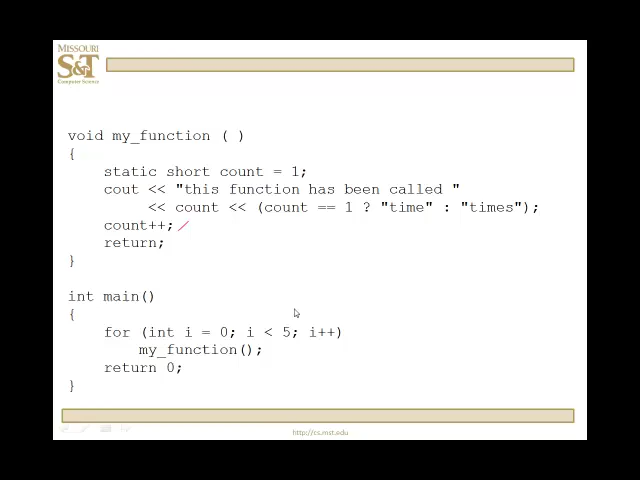 MISSOURI
S&T
Computer Science
void my_function ( )
{
static short count = 1;
cout << "this function has been called "
<< count << (count == 1 ? "time" : "times");
count++;
return;
}
int main()
{
for (int i = 0; i < 5; i++)
my_function();
return 0;
}
http://cs.mst.edu